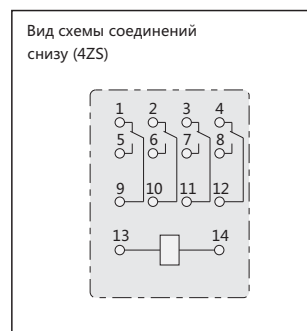 Вид схемы соединений
снизу (4ZS)
1 2 3 4
5 6 7 8
9 10 11 12
13 14